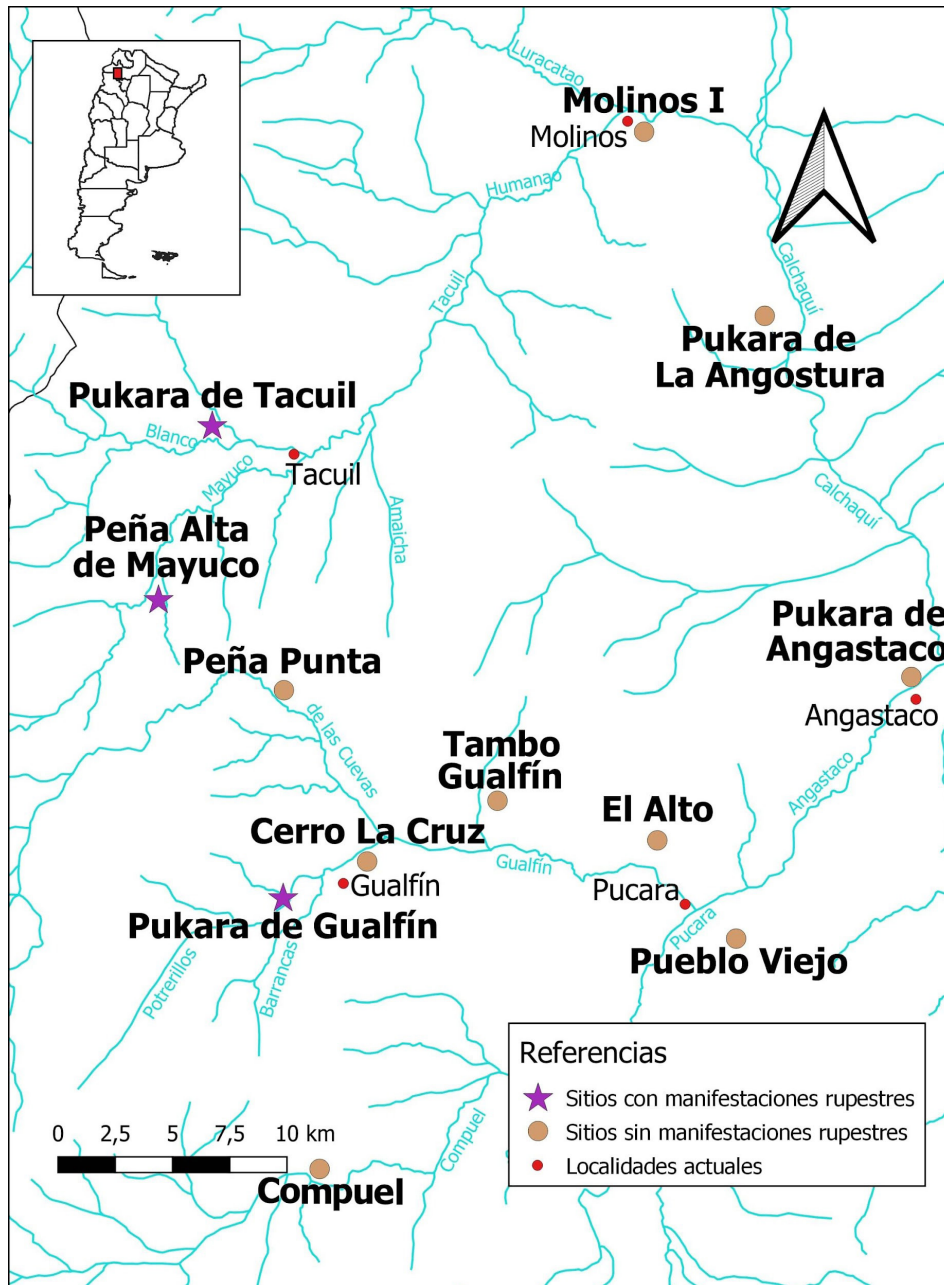 Luracatao
Molinos I
Molinos
Humanao
Calchaquí
Tacuil
Pukara de
La Angostura
Pukara de Tacuil
Blanco
Mayuco
Tacuil
Amaicha
Calchaquí
Peña Alta
de Mayuco
Pukara de
Angastaco
Peña Punta
de las Cuevas
Angastaco
Tambo
Gualfín
Angastaco
El Alto
Cerro La Cruz
Gualfín
Gualfín
Pucara
Pukara de Gualfín
Pucara
Pueblo Viejo
Potrerillos
Barrancas
Referencias
Sitios con manifestaciones rupestres
Sitios sin manifestaciones rupestres
Localidades actuales
0 2,5 5 7,5 10 km
Compuel
Compuel